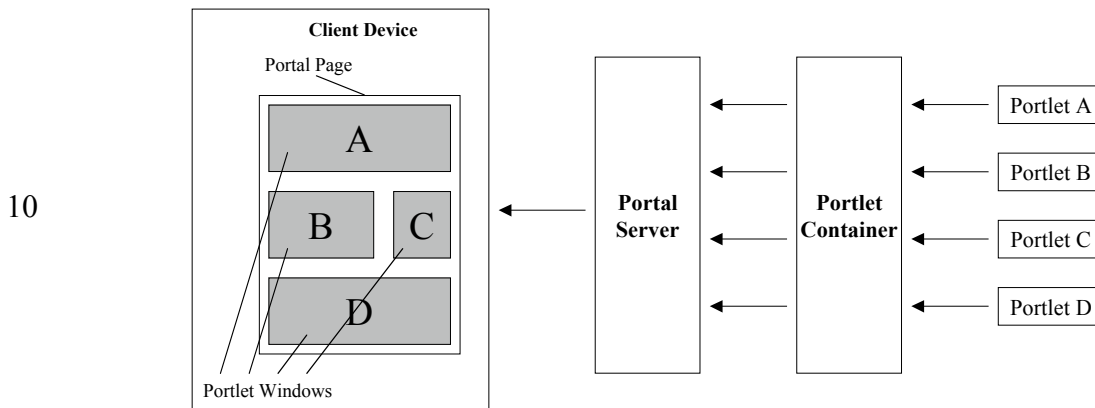 Client Device
Portal Page
A
Portlet A
Portlet B
10
B
C
Portal
Server
Portlet
Container
Portlet C
D
Portlet D
Portlet Windows